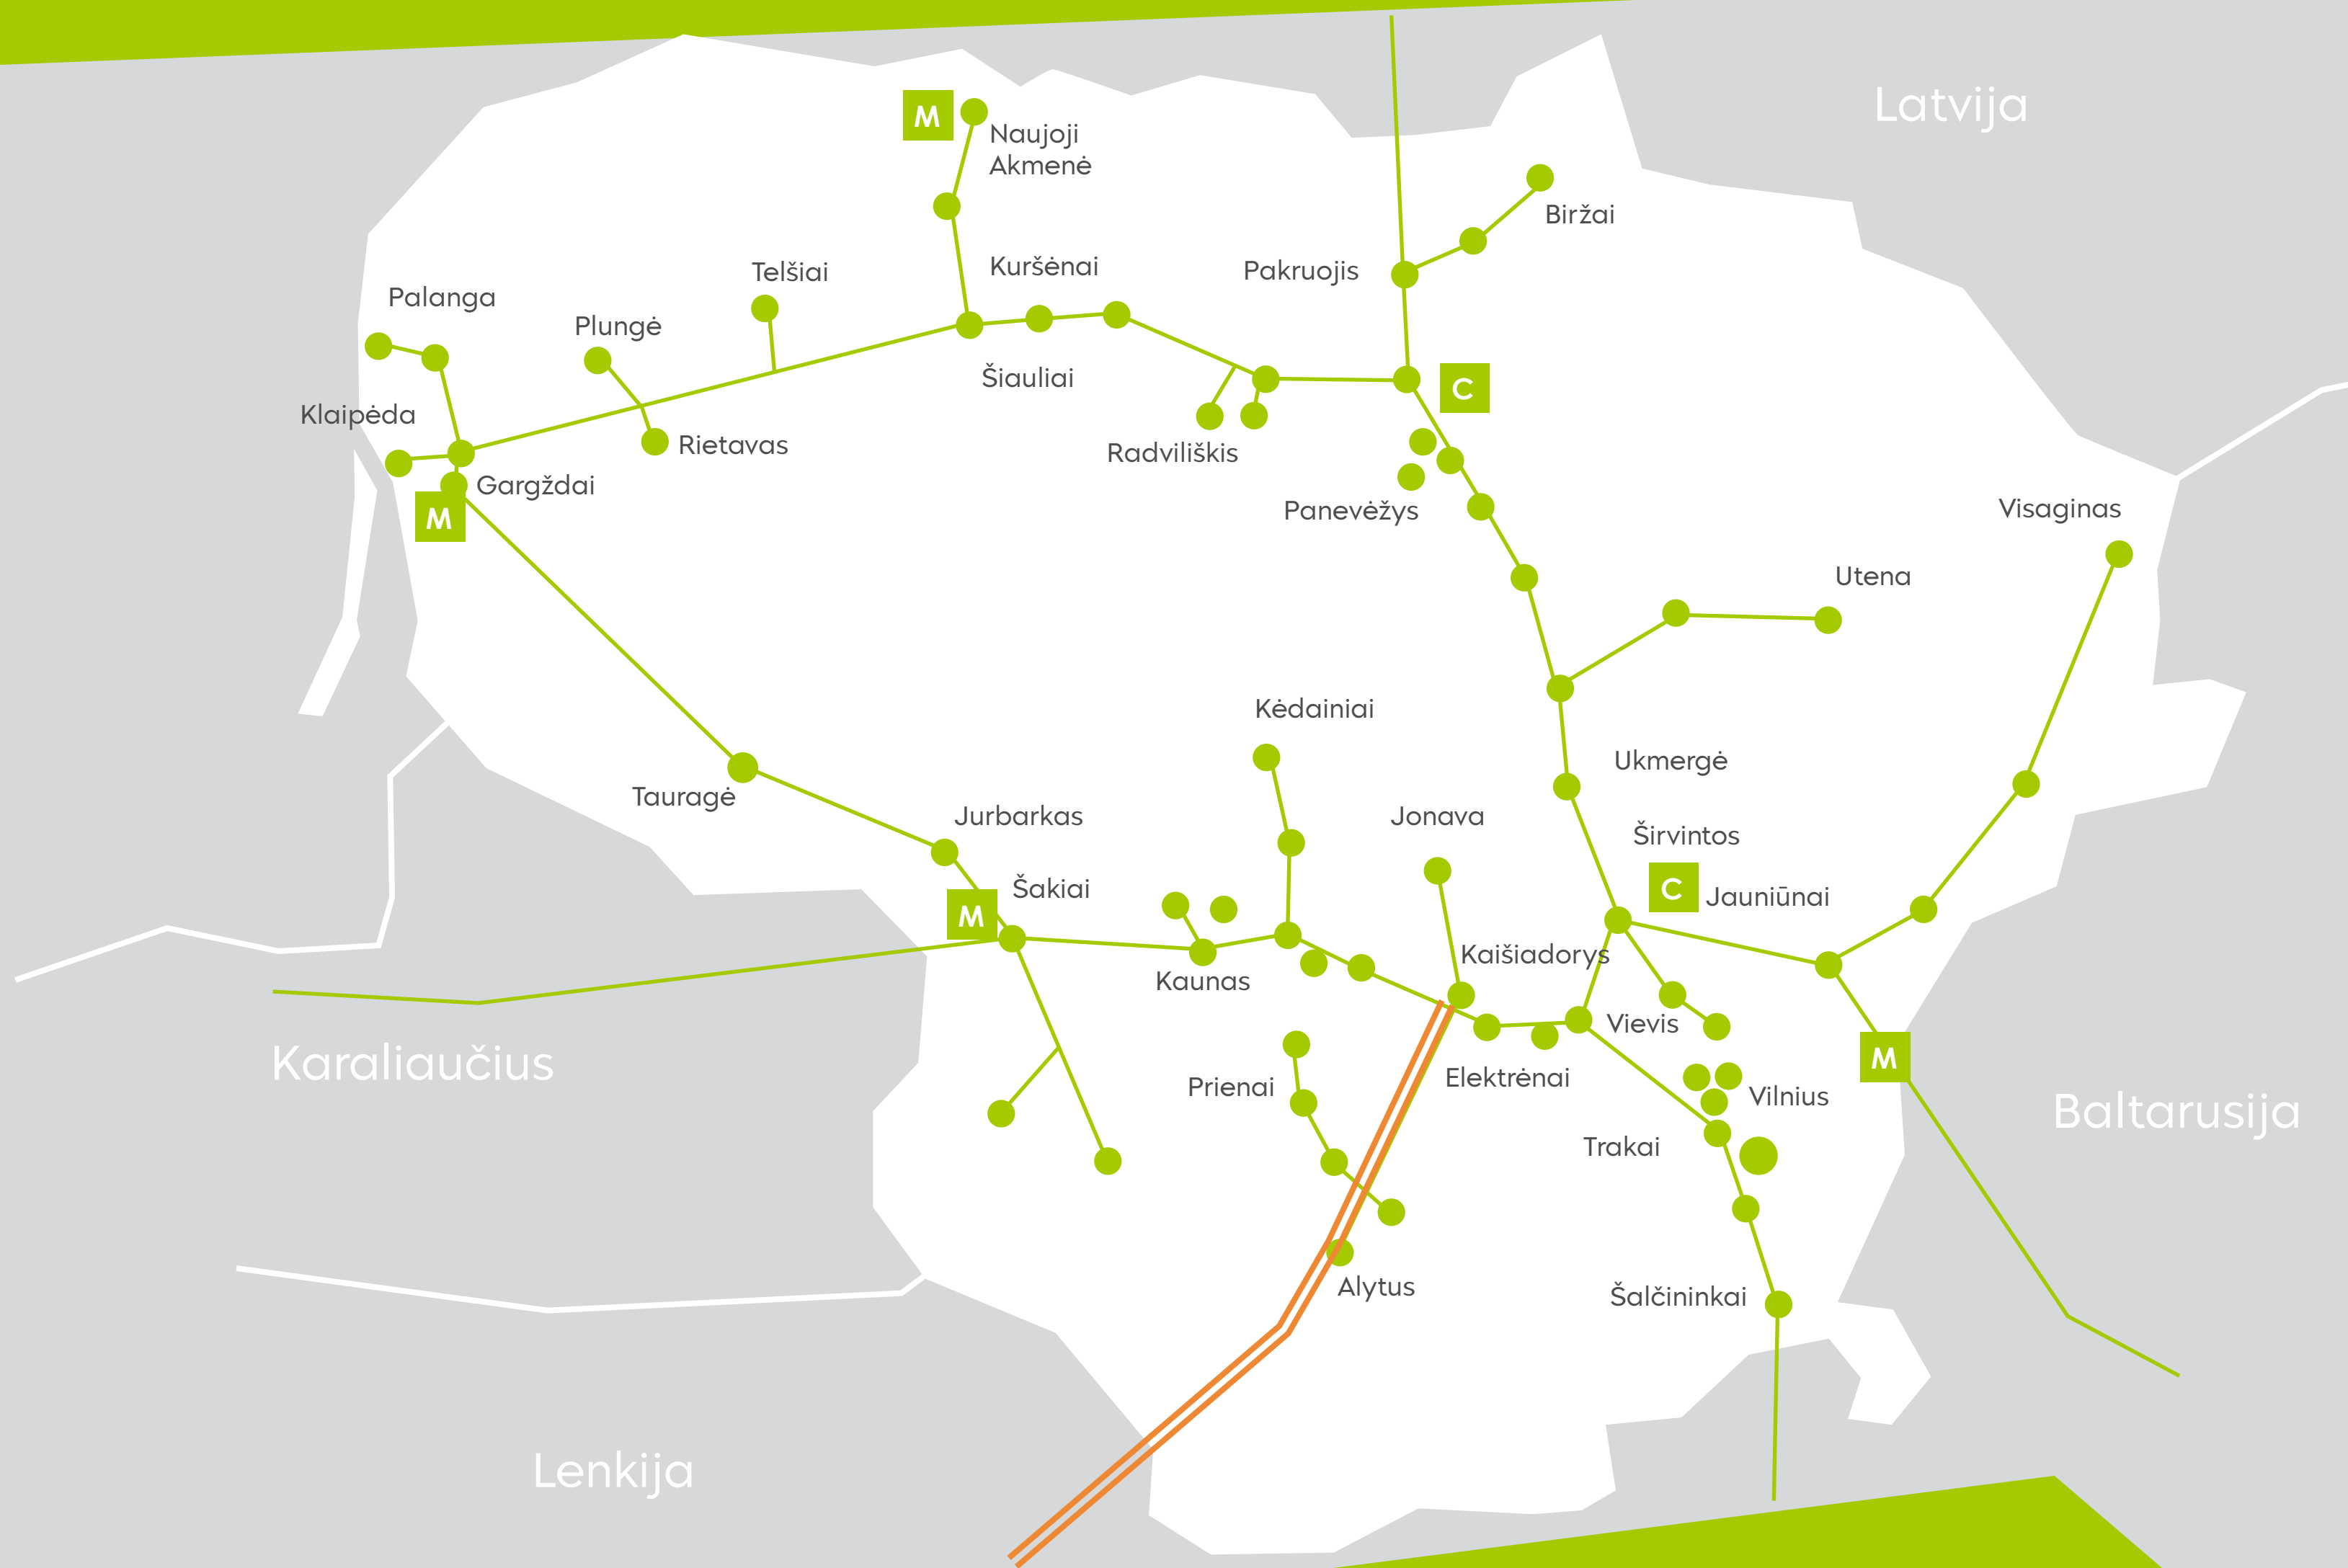 Latvija
M
Naujoji
Akmenė
Biržai
Kuršėnai
Pakruojis
Telšiai
Palanga
Plungė
Šiauliai
C
Klaipėda
Rietavas
Radviliškis
Gargždai
M
Panevėžys
Visaginas
Utena
Kėdainiai
Ukmergė
Tauragė
Jurbarkas
Jonava
Širvintos
Šakiai
C
Jauniūnai
M
Kaunas
Kaišiadorys
Vievis
Karaliaučius
M
Elektrėnai
Prienai
Vilnius
Baltarusija
Trakai
Alytus
Šalčininkai
Lenkija